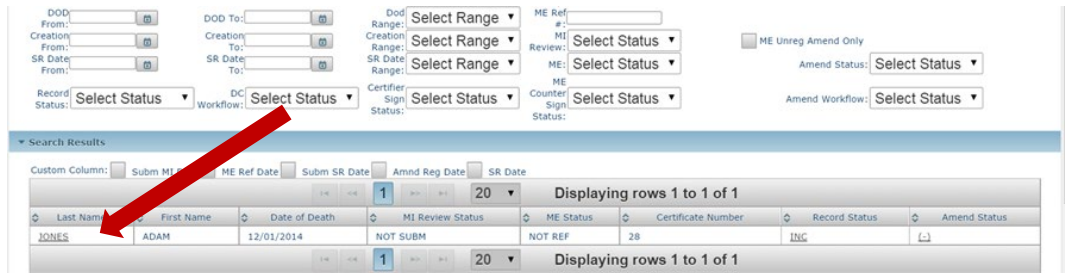 DOD From: DOD To: Dod Range: Select Range ME Ref #:
Creation From: Creation To: Creation Range: Select Range MI Review: Select Status ME Unreg Amend Only
SR Date From: SR Date To: SR Date Range: Select Range ME: Select Status Amend Status: Select Status
Record Status: Select Status DC Workflow: Select Status Certifier Sign Status: Select Status ME Counter Sign Status: Select Status Amend Workflow: Select Status
Search Results
Custom Column: Subm MI ME Ref Date Subm SR Date Amnd Reg Date SR Date
1 20 Displaying rows 1 to 1 of 1
Last Name First Name Date of Death MI Review Status ME Status Certificate Number Record Status Amend Status
JONES ADAM 12/01/2014 NOT SUBM NOT REF 28 INC (-)
1 20 Displaying rows 1 to 1 of 1